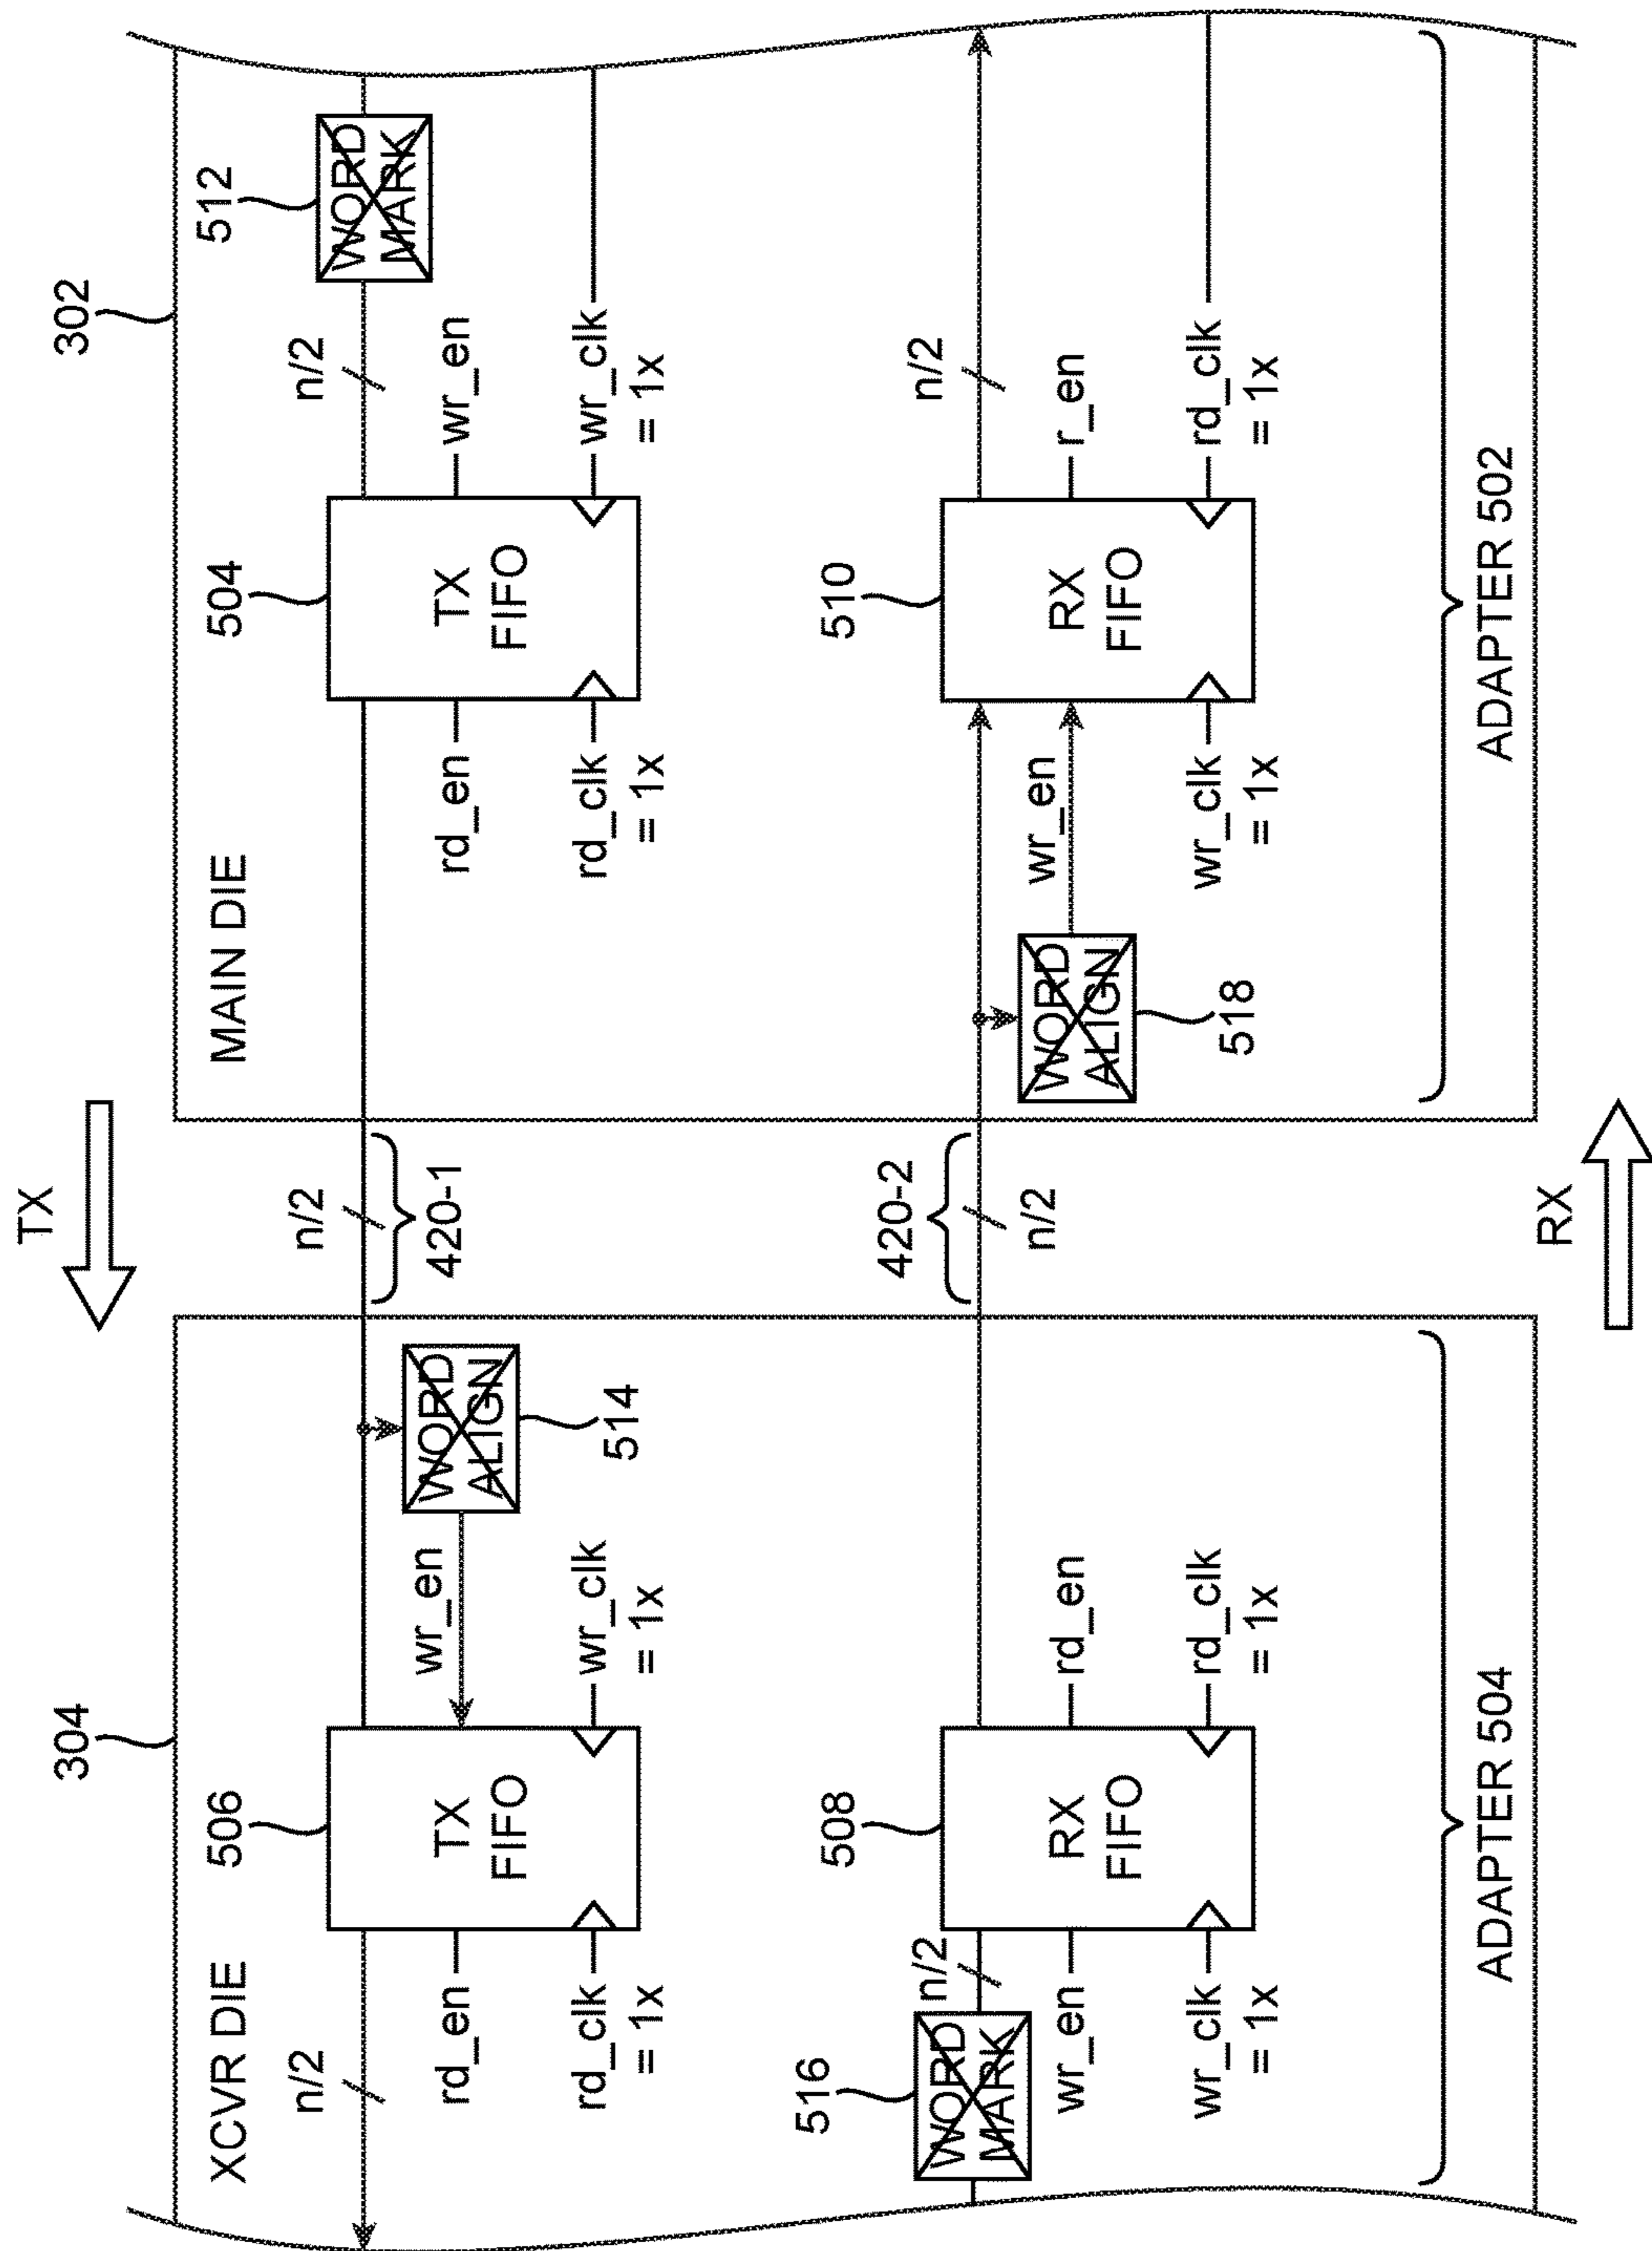 TX
304
302
XCVR DIE
MAIN DIE
506
514
504
512
n/2
n/2
n/2
WORD
MARK
TX
FIFO
WORD
ALIGN
TX
FIFO
rd_en
wr_en
rd_en
wr_en
420-1
rd_clk
= 1x
wr_clk
= 1x
rd_clk
= 1x
wr_clk
= 1x
516
508
510
420-2
n/2
n/2
n/2
WORD
MARK
RX
FIFO
RX
FIFO
wr_en
rd_en
wr_en
r_en
WORD
ALIGN
518
wr_clk
= 1x
rd_clk
= 1x
wr_clk
= 1x
rd_clk
= 1x
ADAPTER 504
ADAPTER 502
RX